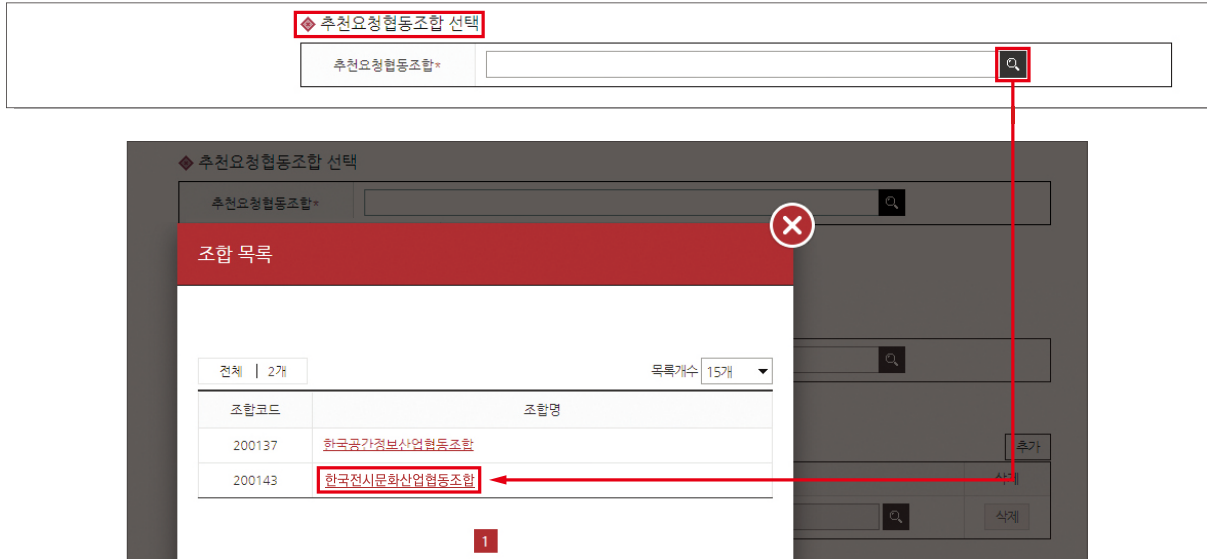 추천요청협동조합 선택
추천요청협동조합*
추천요청협동조합 선택
추천요청협동조합*
조합 목록
전체 | 2개
목록개수 15개
조합코드 조합명
200137 한국공간정보산업협동조합
추가
200143 한국전시문화산업협동조합
삭제
삭제
1